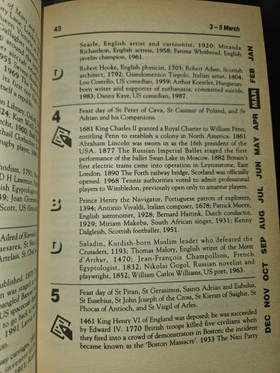 43
3 – 5 March
Searle, English artist and cartoonist, 1920; Miranda
Richardson, English actress, 1958; Fatima Whitbread, English
javelin champion, 1961.
D
Robert Hooke, English physicist, 1703; Robert Adam, Scottish
architect, 1792; Giandomenico Tiepolo, Italian artist, 1804;
Lou Costello, US comedian, 1959; Arthur Koestler, Hungarian-
born writer and supporter of euthanasia, committed suicide,
1983; Danny Kaye, US comedian, 1987.
4
Feast day of St Peter of Cava, St Casimir of Poland, and St
Adrian and his Companions.
1681 King Charles II granted a Royal Charter to William Penn,
entitling Penn to establish a colony in North America. 1861
Abraham Lincoln was sworn in as the 16th president of the
USA. 1877 The Russian Imperial Ballet staged the first
performance of the ballet Swan Lake in Moscow. 1882 Britain's
first electric trams came into operation in Leytonstone, East
London. 1890 The Forth railway bridge, Scotland was officially
opened. 1968 Tennis authorities voted to admit professional
players to Wimbledon, previously open only to amateur players.
B
Prince Henry the Navigator, Portuguese patron of explorers,
1394; Antonio Vivaldi, Italian composer, 1678; Patrick Moore,
English astronomer, 1928; Bernard Haitink, Dutch conductor,
1929; Miriam Makeba, South African singer, 1931; Kenny
Dalglish, Scottish footballer, 1951.
D
Saladin, Kurdish-born Muslim leader who defeated the
Crusaders, 1193; Thomas Malory, English writer of the Morte
d'Arthur, 1470; Jean-François Champollion, French
Egyptologist, 1832; Nikolai Gogol, Russian novelist and
playwright, 1852; William Carlos Williams, US poet, 1963.
5
Feast day of St Piran, St Gerasimus, Saints Adrian and Eubulus,
St Eusebius, St John Joseph of the Cross, St Kieran of Saighir, St
Phocas of Antioch, and St Virgil of Arles.
1461 King Henry VI of England was deposed; he was succeeded
by Edward IV. 1770 British troops killed five civilians when
they fired into a crowd of demonstrators in Boston; the incident
became known as the 'Boston Massacre'. 1933 The Nazi Party
DEC NOV OCT SEP AUG JUL JUN MAY APR MAR FEB JAN